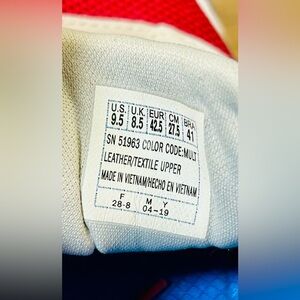 U.S. U.K. EUR CM BRA
9.5 8.5 42.5 27.5 41
SN 51963 COLOR CODE:MULT
LEATHER/TEXTILE UPPER
MADE IN VIETNAM/HECHO EN VIETNAM
F M Y
28-8 04-19